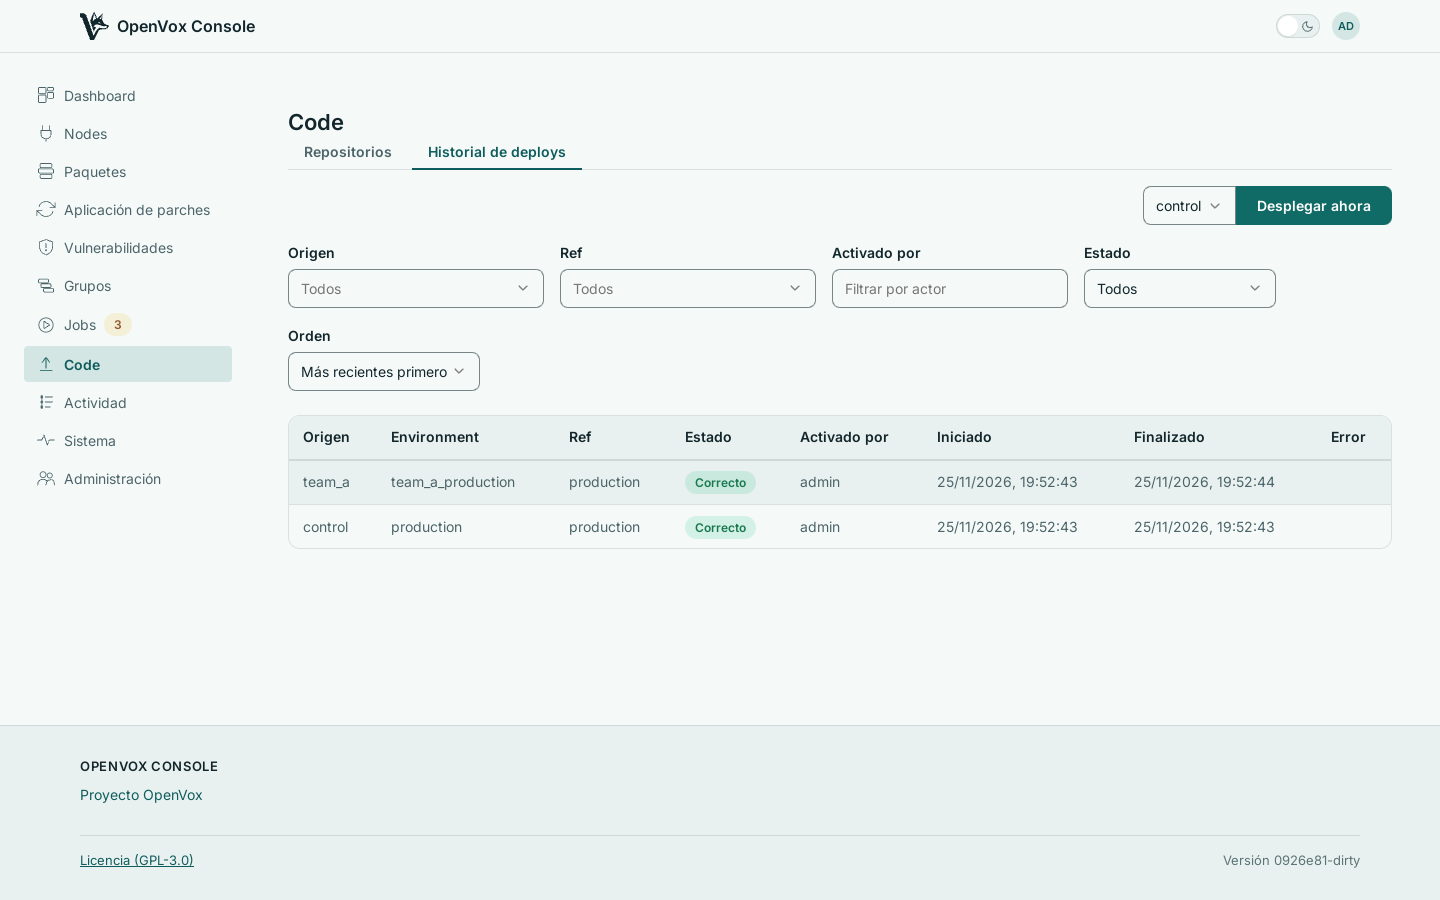 OpenVox Console
AD
Dashboard
Nodes
Paquetes
Aplicación de parches
Vulnerabilidades
Grupos
Jobs 3
Code
Actividad
Sistema
Administración
Code
Repositorios Historial de deploys
control Desplegar ahora
Origen Ref Activado por Estado
Todos Todos Filtrar por actor Todos
Orden
Más recientes primero
Origen Environment Ref Estado Activado por Iniciado Finalizado Error
team_a team_a_production production Correcto admin 25/11/2026, 19:52:43 25/11/2026, 19:52:44
control production production Correcto admin 25/11/2026, 19:52:43 25/11/2026, 19:52:43
OPENVOX CONSOLE
Proyecto OpenVox
Licencia (GPL-3.0) Versión 0926e81-dirty